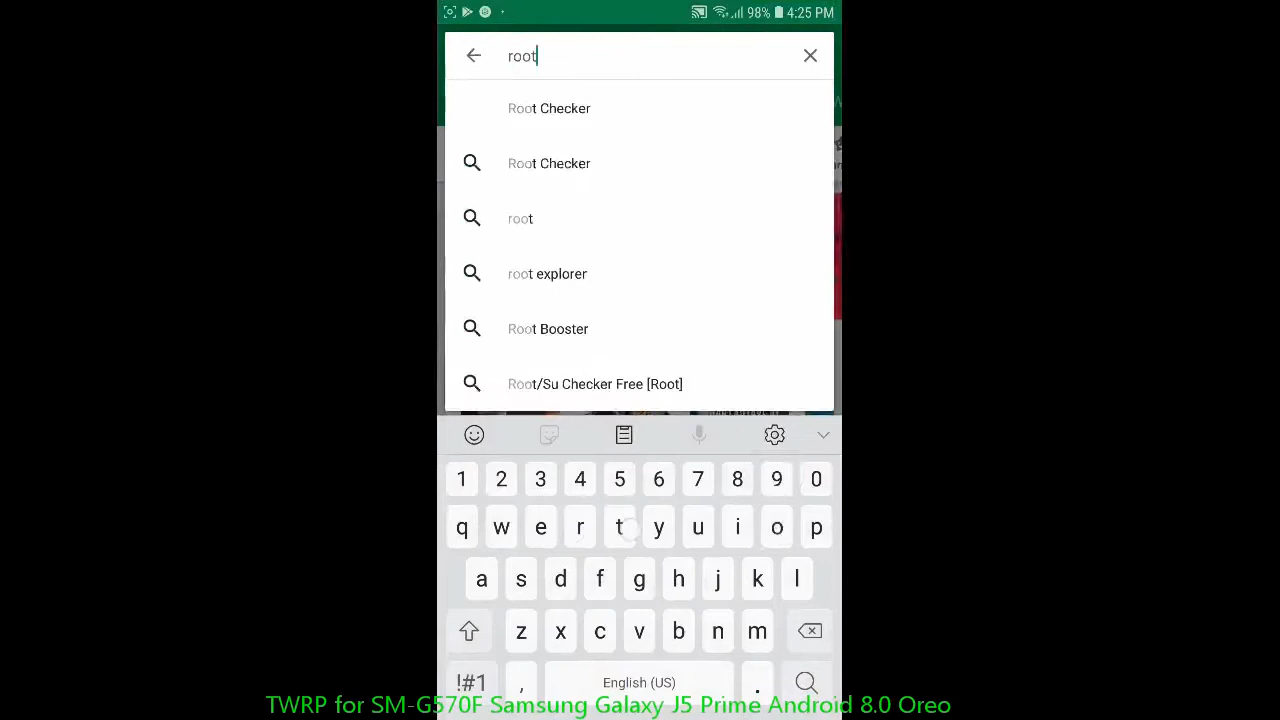 98% 4:25 PM
root
Root Checker
Root Checker
root
root explorer
Root Booster
Root/Su Checker Free [Root]
1 2 3 4 5 6 7 8 9 0
q w e r t y u i o p
a s d f g h j k l
z x c v b n m
!#1 , English (US) .
TWRP for SM-G570F Samsung Galaxy J5 Prime Android 8.0 Oreo